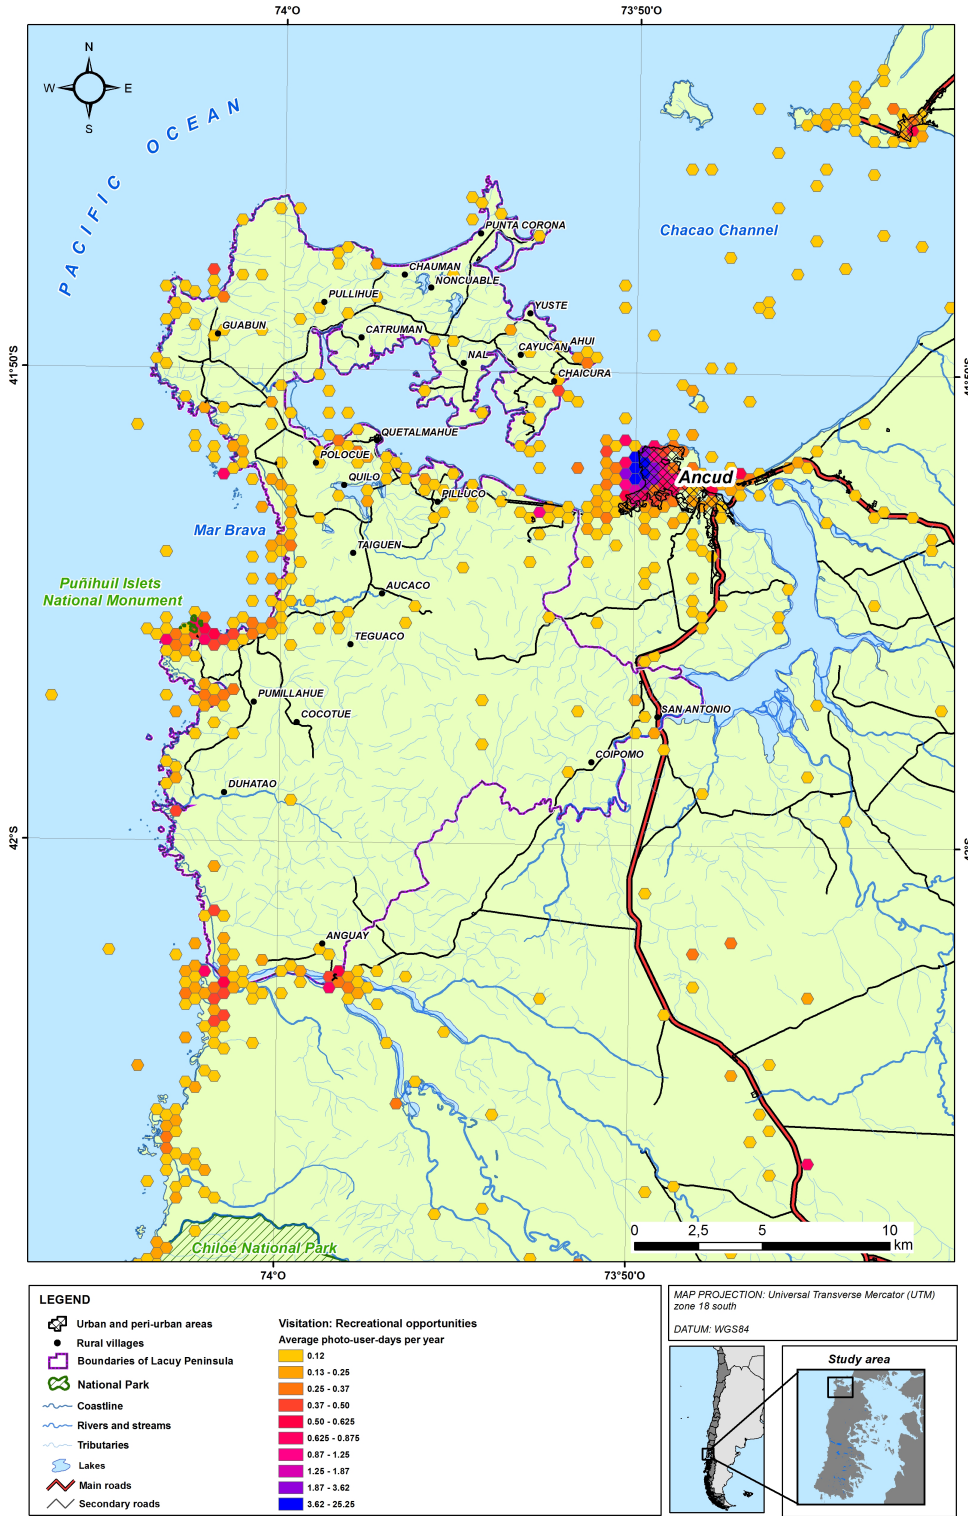 74°O
73°50'O
N
W
E
S
PACIFIC OCEAN
PUNTA CORONA
Chacao Channel
CHAUMAN
NONCUABLE
PULLIHUE
YUSTE
GUABUN
CATRUMAN
AHUI
CAYUCAN
NAL
41°50'S
41°50'S
CHAICURA
QUETALMAHUE
POLOCUE
QUILO
Ancud
PILLUCO
Mar Brava
TAIGUEN
Puñihuil Islets
National Monument
AUCACO
TEGUACO
PUMILLAHUE
COCOTUE
SAN ANTONIO
COIPOMO
DUHATAO
42°S
42°S
ANGUAY
0
2,5
5
10
km
Chiloé National Park
74°O
73°50'O
LEGEND
Urban and peri-urban areas
Rural villages
Boundaries of Lacuy Peninsula
National Park
Coastline
Rivers and streams
Tributaries
Lakes
Main roads
Secondary roads
Visitation: Recreational opportunities
Average photo-user-days per year
0.12
0.13 - 0.25
0.25 - 0.37
0.37 - 0.50
0.50 - 0.625
0.625 - 0.875
0.87 - 1.25
1.25 - 1.87
1.87 - 3.62
3.62 - 25.25
MAP PROJECTION: Universal Transverse Mercator (UTM)
zone 18 south
DATUM: WGS84
Study area